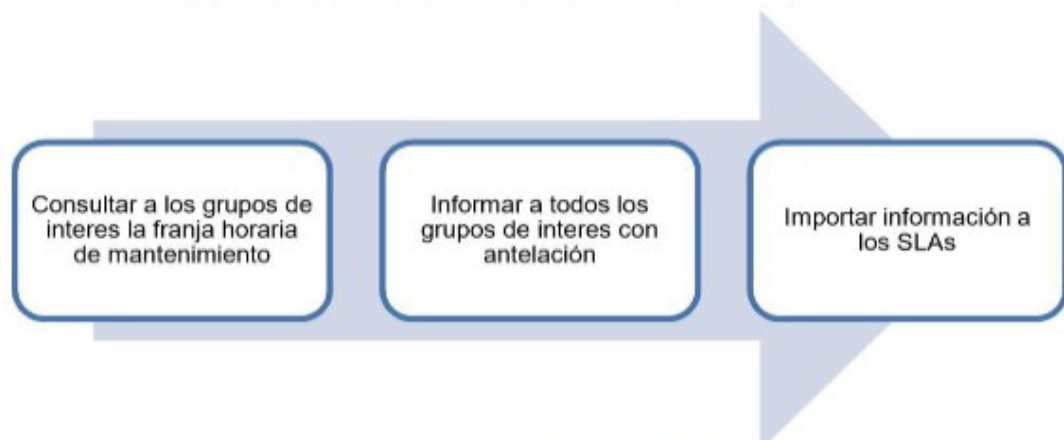 Consultar a los grupos de
interes la franja horaria
de mantenimiento
Informar a todos los
grupos de interes con
antelación
Importar información a
los SLAs